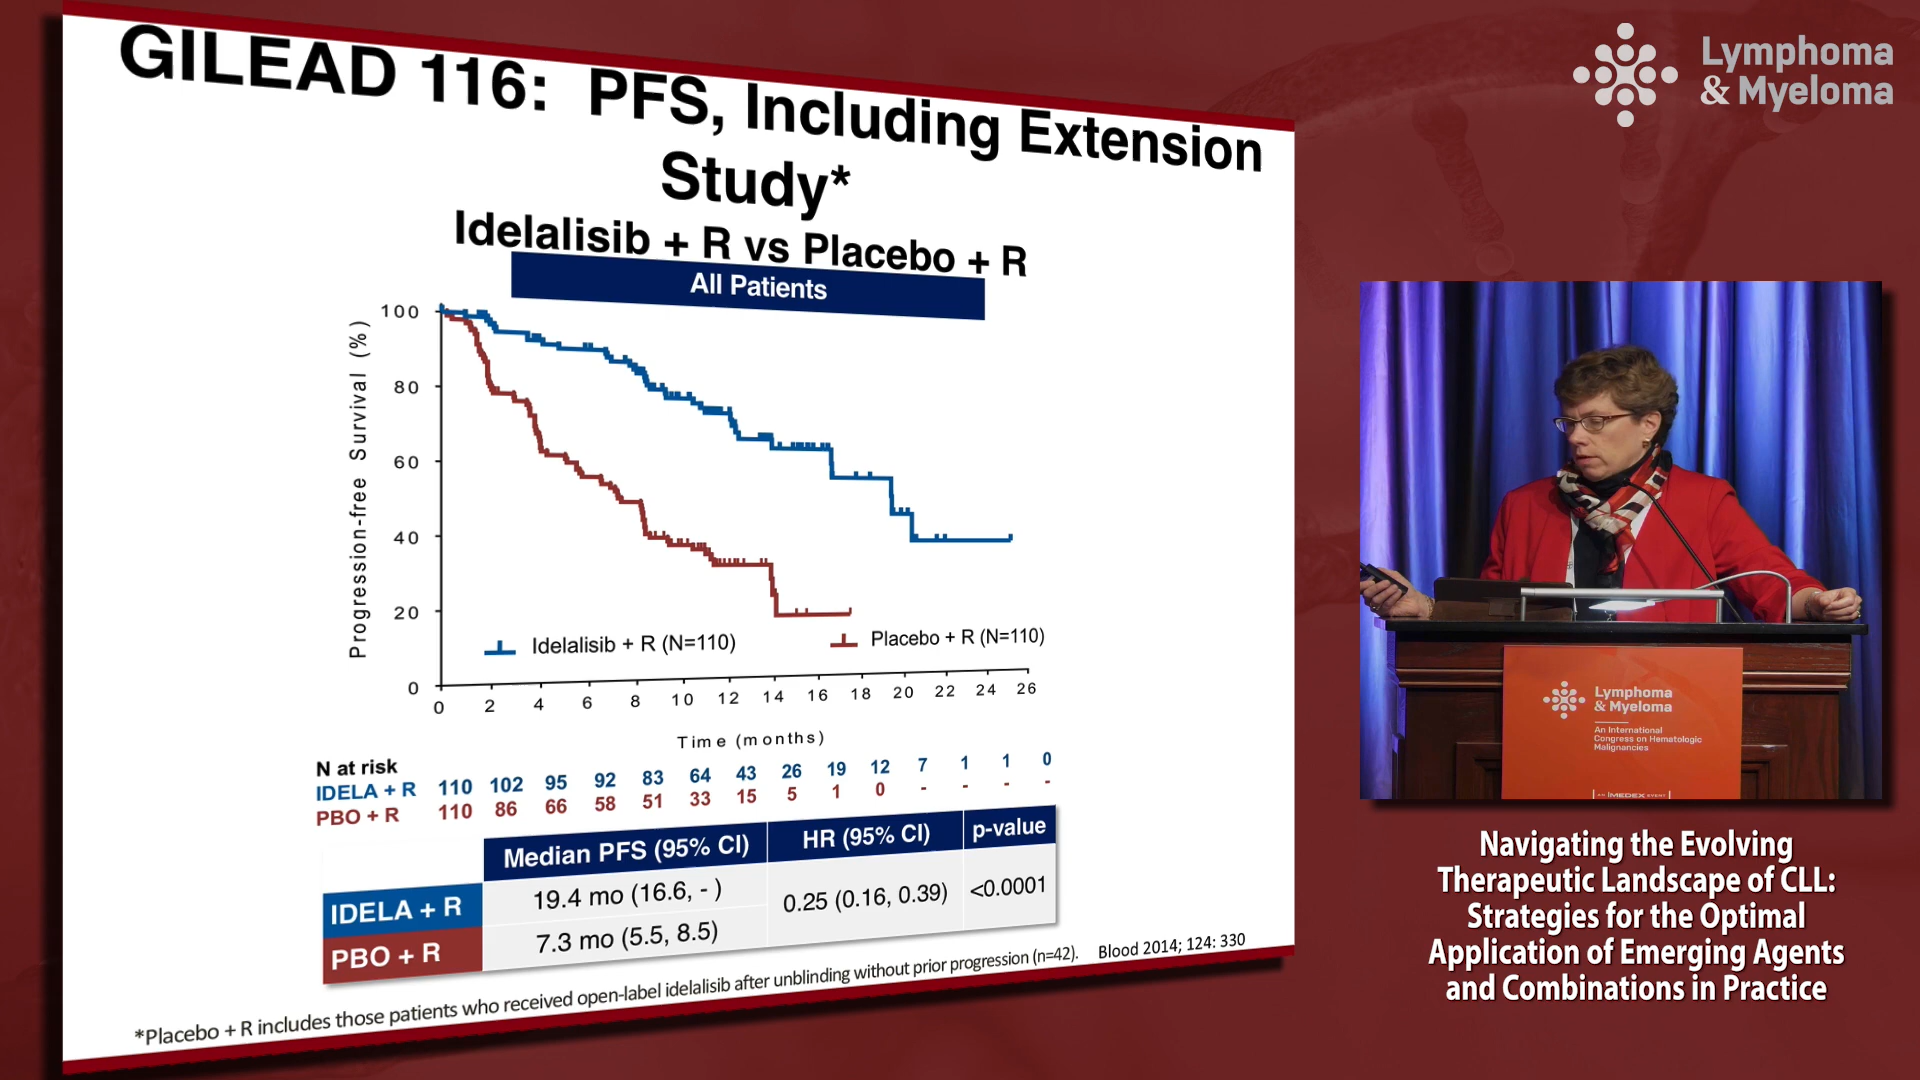 GILEAD 116: PFS, Including Extension
Study*
Idelalisib + R vs Placebo + R
All Patients
Progression-free Survival (%)
100
80
60
40
20
0
Idelalisib + R (N=110)
Placebo + R (N=110)
0 2 4 6 8 10 12 14 16 18 20 22 24 26
Time (months)
N at risk
IDELA + R 110 102 95 92 83 64 43 26 19 12 7 1 1 0
PBO + R 110 86 66 58 51 33 15 5 1 0 - - - -
Median PFS (95% CI) HR (95% CI) p-value
IDELA + R 19.4 mo (16.6, - ) 0.25 (0.16, 0.39) <0.0001
PBO + R 7.3 mo (5.5, 8.5)
*Placebo + R includes those patients who received open-label idelalisib after unblinding without prior progression (n=42).
Blood 2014; 124: 330
Lymphoma
& Myeloma
Lymphoma
& Myeloma
An International
Congress on Hematologic
Malignancies
AN IMEDEX EVENT
Navigating the Evolving
Therapeutic Landscape of CLL:
Strategies for the Optimal
Application of Emerging Agents
and Combinations in Practice